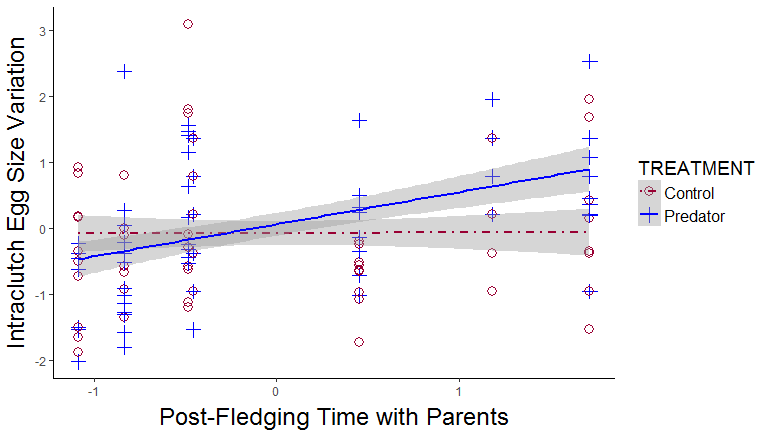 Intraclutch Egg Size Variation
3
2
1
0
-1
-2
-1
0
1
Post-Fledging Time with Parents
TREATMENT
Control
Predator